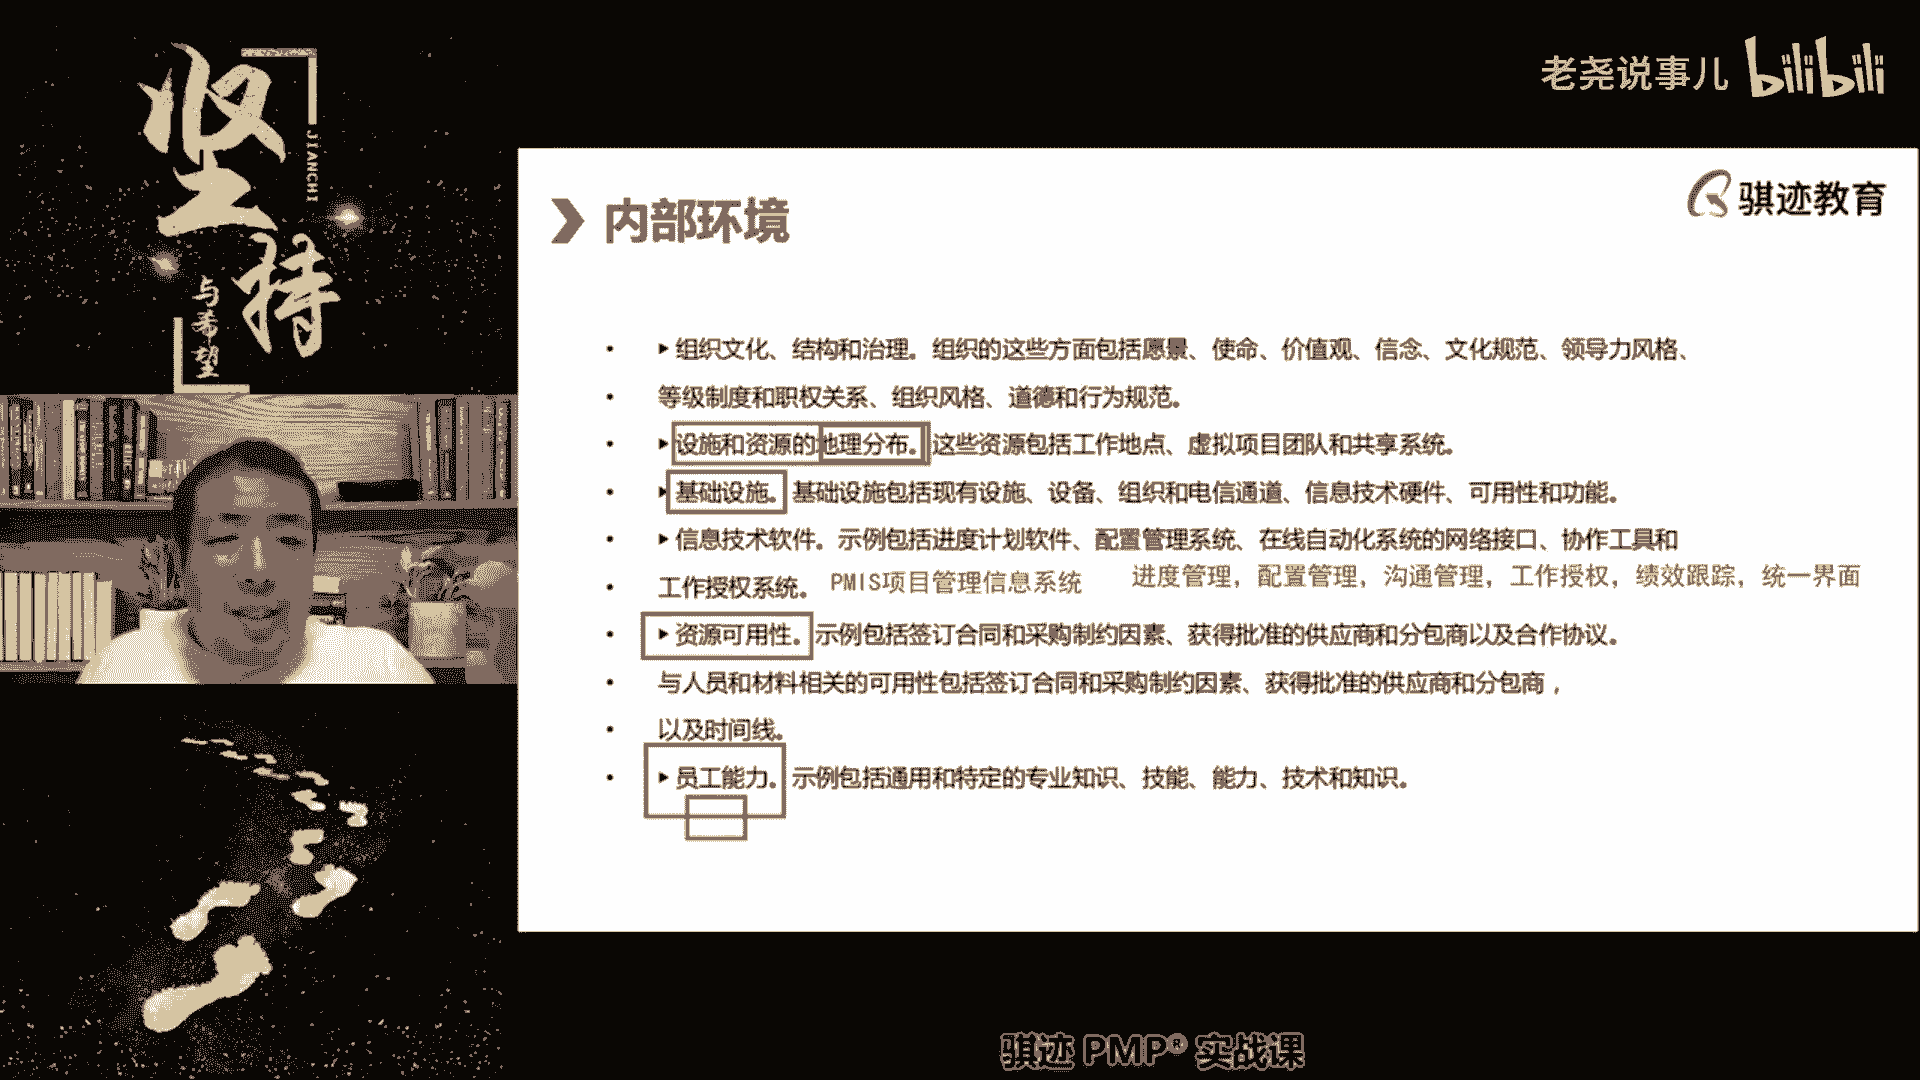 坚持
JIANCHI
与希望
老尧说事儿 bilibili
骐迹教育
内部环境
组织文化、结构和治理。组织的这些方面包括愿景、使命、价值观、信念、文化规范、领导力风格、
等级制度和职权关系、组织风格、道德和行为规范。
设施和资源的地理分布。这些资源包括工作地点、虚拟项目团队和共享系统。
基础设施。基础设施包括现有设施、设备、组织和电信通道、信息技术硬件、可用性和功能。
信息技术软件。示例包括进度计划软件、配置管理系统、在线自动化系统的网络接口、协作工具和
工作授权系统。 PMIS项目管理信息系统 进度管理，配置管理，沟通管理，工作授权，绩效跟踪，统一界面
资源可用性。示例包括签订合同和采购制约因素、获得批准的供应商和分包商以及合作协议。
与人员和材料相关的可用性包括签订合同和采购制约因素、获得批准的供应商和分包商，
以及时间线。
员工能力。示例包括通用和特定的专业知识、技能、能力、技术和知识。
骐迹 PMP® 实战课